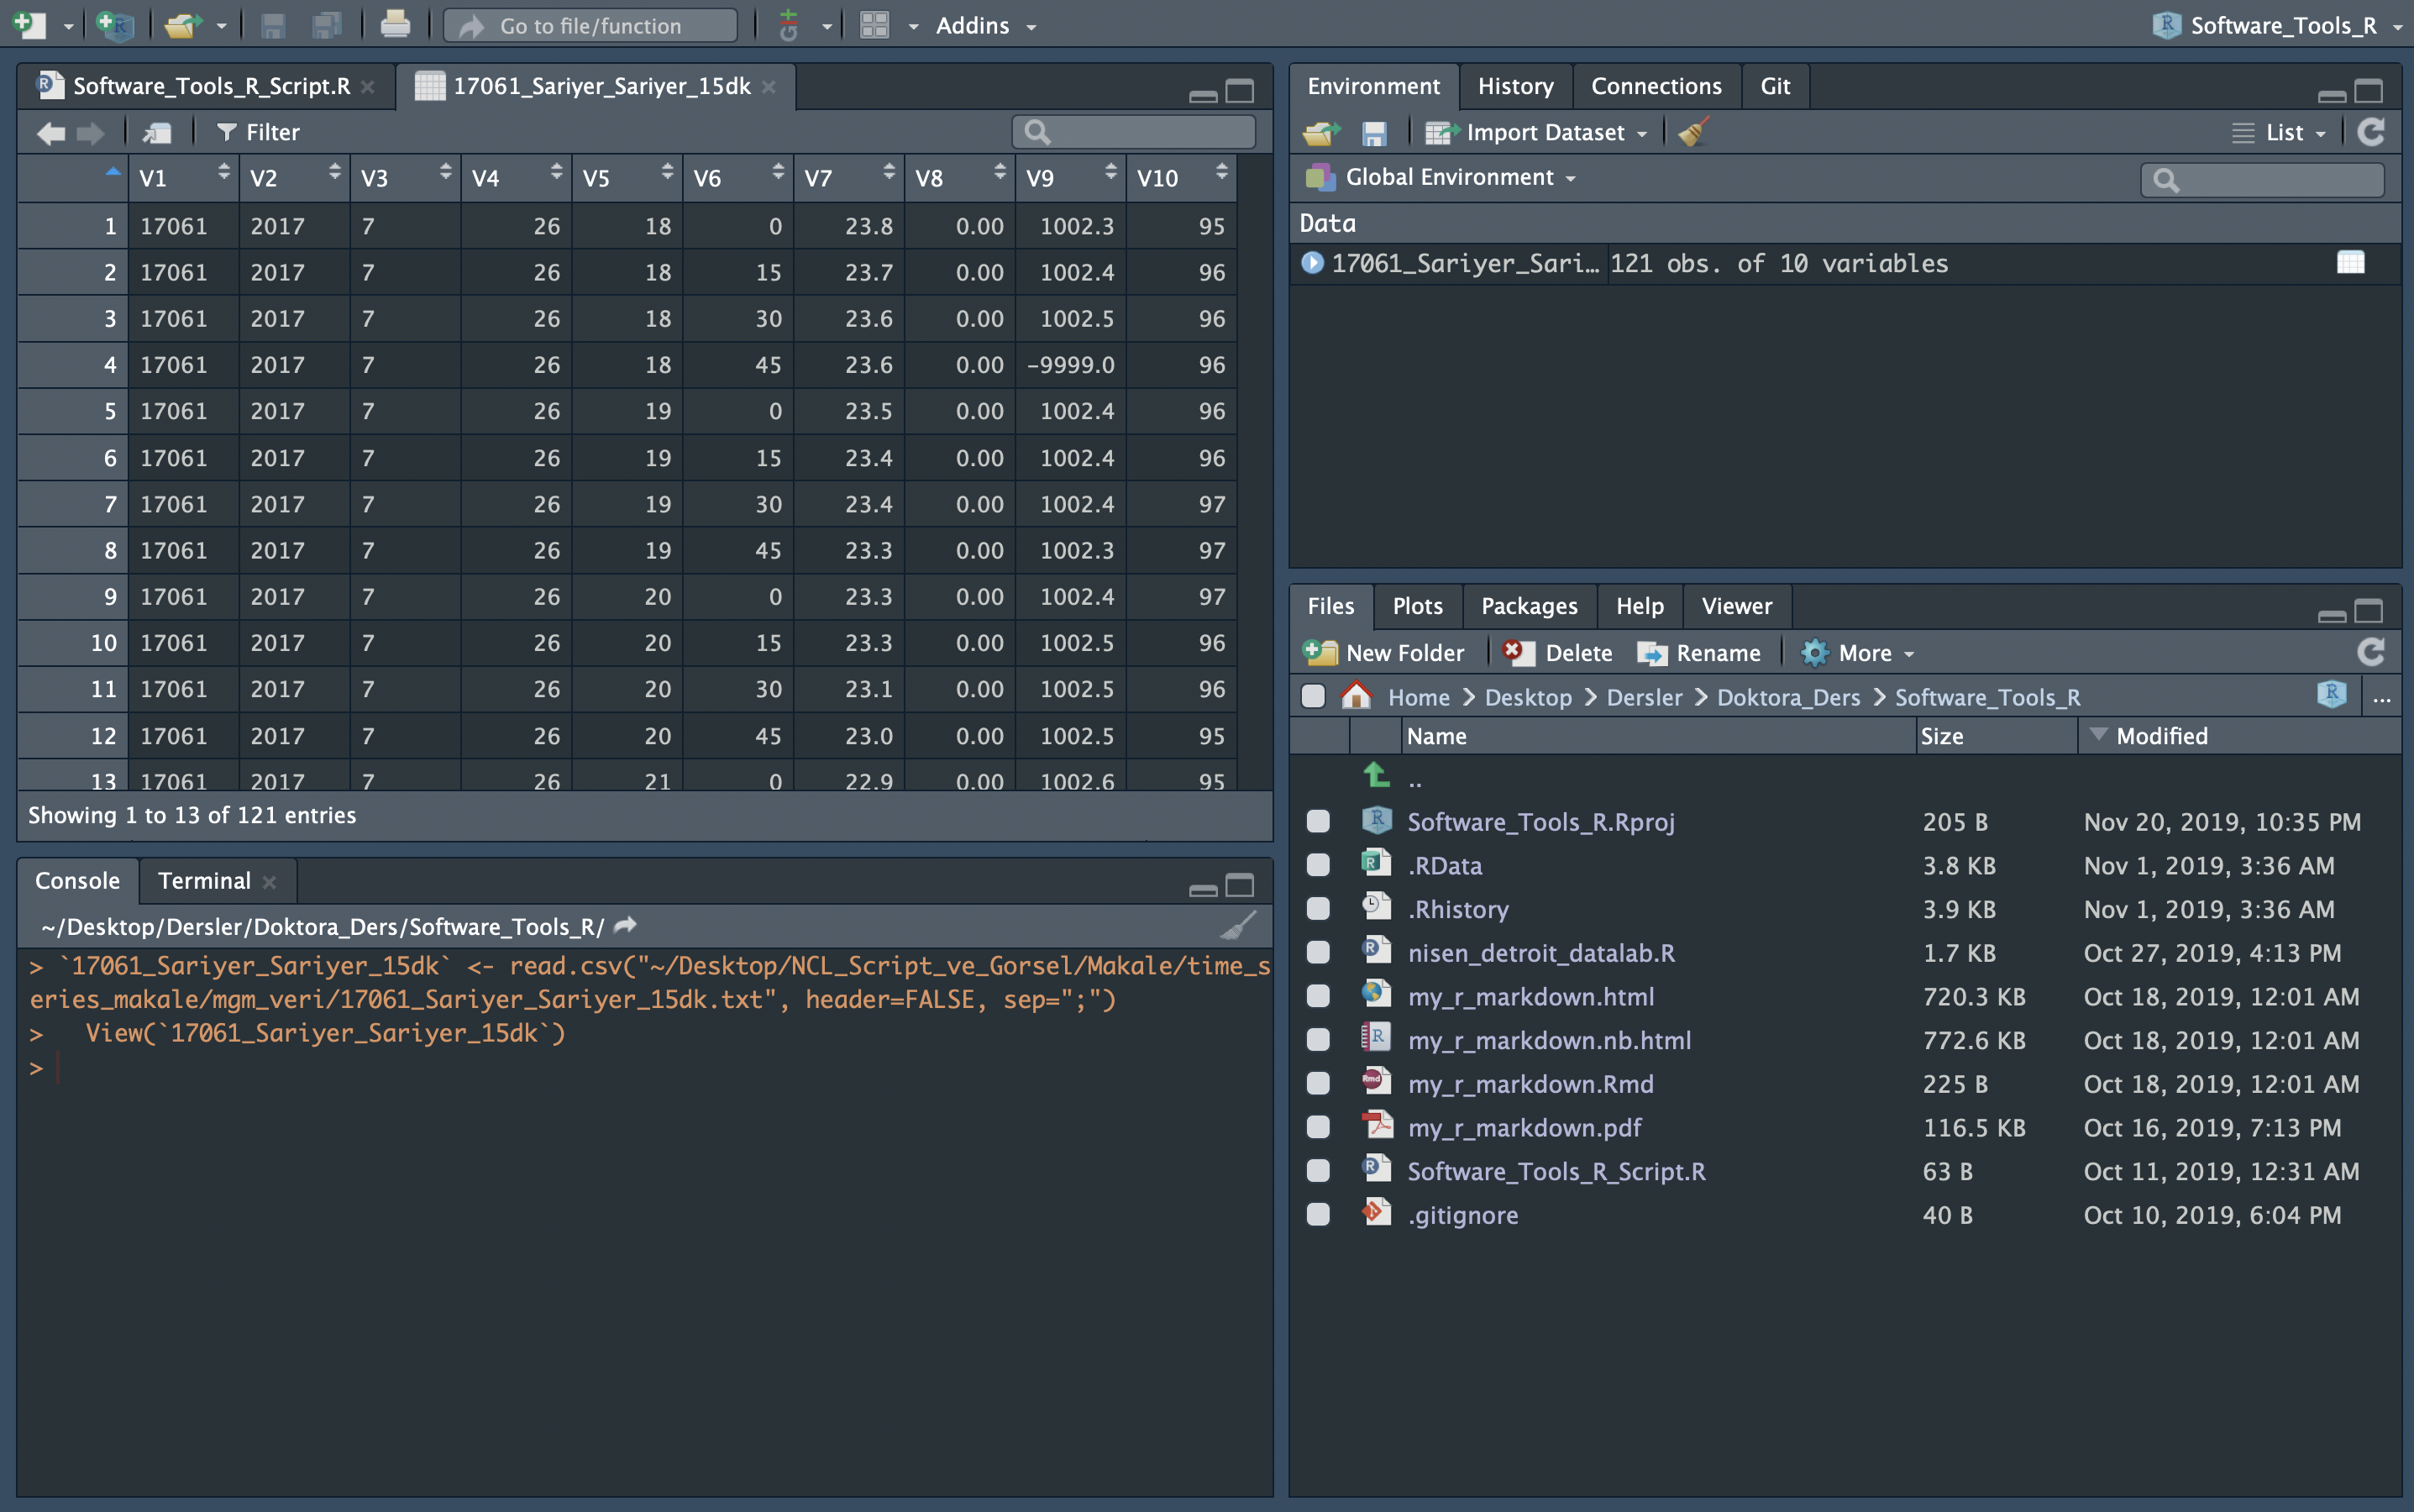 Go to file/function
Addins
Software_Tools_R
Software_Tools_R_Script.R
17061_Sariyer_Sariyer_15dk
Filter
V1 V2 V3 V4 V5 V6 V7 V8 V9 V10
1 17061 2017 7 26 18 0 23.8 0.00 1002.3 95
2 17061 2017 7 26 18 15 23.7 0.00 1002.4 96
3 17061 2017 7 26 18 30 23.6 0.00 1002.5 96
4 17061 2017 7 26 18 45 23.6 0.00 -9999.0 96
5 17061 2017 7 26 19 0 23.5 0.00 1002.4 96
6 17061 2017 7 26 19 15 23.4 0.00 1002.4 96
7 17061 2017 7 26 19 30 23.4 0.00 1002.4 97
8 17061 2017 7 26 19 45 23.3 0.00 1002.3 97
9 17061 2017 7 26 20 0 23.3 0.00 1002.4 97
10 17061 2017 7 26 20 15 23.3 0.00 1002.5 96
11 17061 2017 7 26 20 30 23.1 0.00 1002.5 96
12 17061 2017 7 26 20 45 23.0 0.00 1002.5 95
13 17061 2017 7 26 21 0 22.9 0.00 1002.6 95
Showing 1 to 13 of 121 entries
Console Terminal
~/Desktop/Dersler/Doktora_Ders/Software_Tools_R/
> `17061_Sariyer_Sariyer_15dk` <- read.csv("~/Desktop/NCL_Script_ve_Gorsel/Makale/time_s
eries_makale/mgm_veri/17061_Sariyer_Sariyer_15dk.txt", header=FALSE, sep=";")
> View(`17061_Sariyer_Sariyer_15dk`)
>
Environment History Connections Git
Import Dataset List
Global Environment
Data
17061_Sariyer_Sari… 121 obs. of 10 variables
Files Plots Packages Help Viewer
New Folder Delete Rename More
Home Desktop Dersler Doktora_Ders Software_Tools_R ...
Name Size Modified
..
Software_Tools_R.Rproj 205 B Nov 20, 2019, 10:35 PM
.RData 3.8 KB Nov 1, 2019, 3:36 AM
.Rhistory 3.9 KB Nov 1, 2019, 3:36 AM
nisen_detroit_datalab.R 1.7 KB Oct 27, 2019, 4:13 PM
my_r_markdown.html 720.3 KB Oct 18, 2019, 12:01 AM
my_r_markdown.nb.html 772.6 KB Oct 18, 2019, 12:01 AM
my_r_markdown.Rmd 225 B Oct 18, 2019, 12:01 AM
my_r_markdown.pdf 116.5 KB Oct 16, 2019, 7:13 PM
Software_Tools_R_Script.R 63 B Oct 11, 2019, 12:31 AM
.gitignore 40 B Oct 10, 2019, 6:04 PM